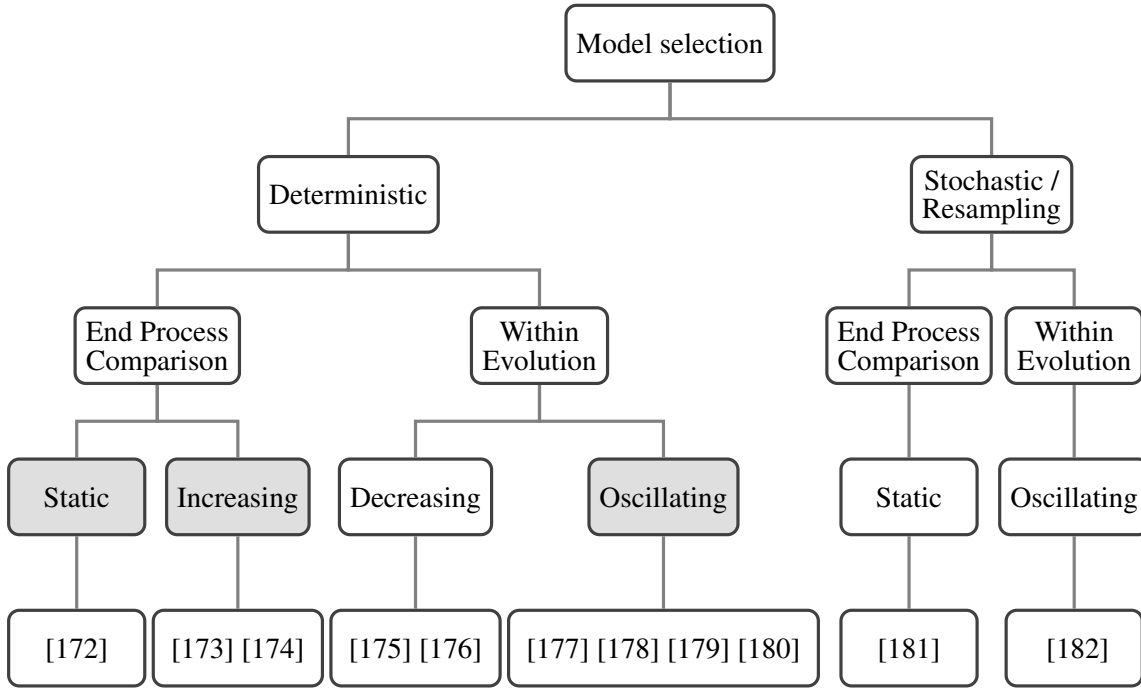 Model selection
Deterministic
Stochastic /
Resampling
End Process
Comparison
Within
Evolution
End Process
Comparison
Within
Evolution
Static
Increasing
Decreasing
Oscillating
Static
Oscillating
[172]
[173] [174]
[175] [176]
[177] [178] [179] [180]
[181]
[182]